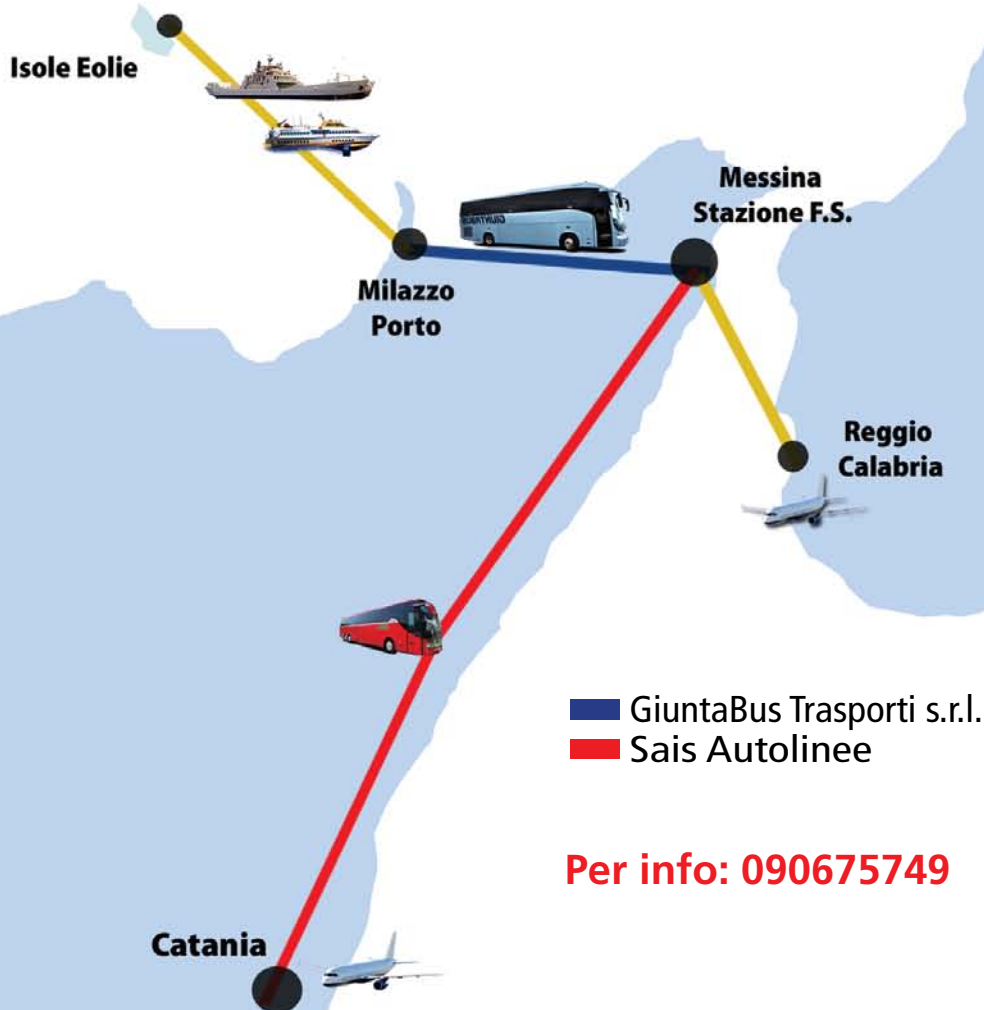 Isole Eolie
Messina
Stazione F.S.
Milazzo
Porto
Reggio
Calabria
GiuntaBus Trasporti s.r.l.
Sais Autolinee
Per info: 090675749
Catania